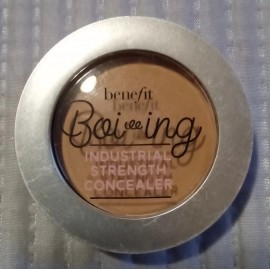 benefit
Boi-ing
INDUSTRIAL
STRENGTH
CONCEALER